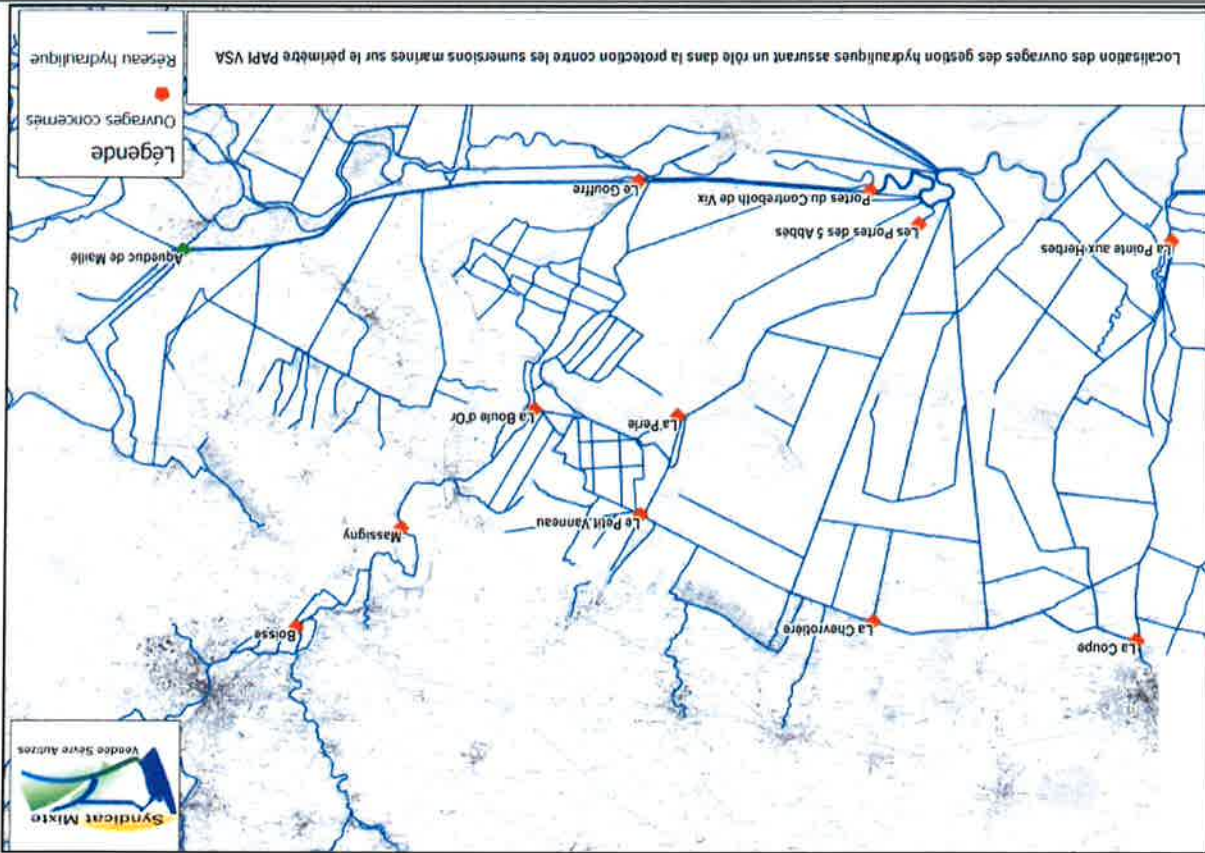 Syndicat Mixte
Vendée Sèvre Autizes
Boisse
La Coupe
La Chevrotière
Massigny
Le Petit Vanneau
La Boule d'Or
La Perle
Aqueduc de Maillé
La Pointe aux Herbes
Les Portes des 5 Abbés
Portes du Contreboth de Vix
Le Gouffre
Légende
Ouvrages concernés
Réseau hydraulique
Localisation des ouvrages des gestion hydrauliques assurant un rôle dans la protection contre les sumersions marines sur le périmètre PAPI VSA